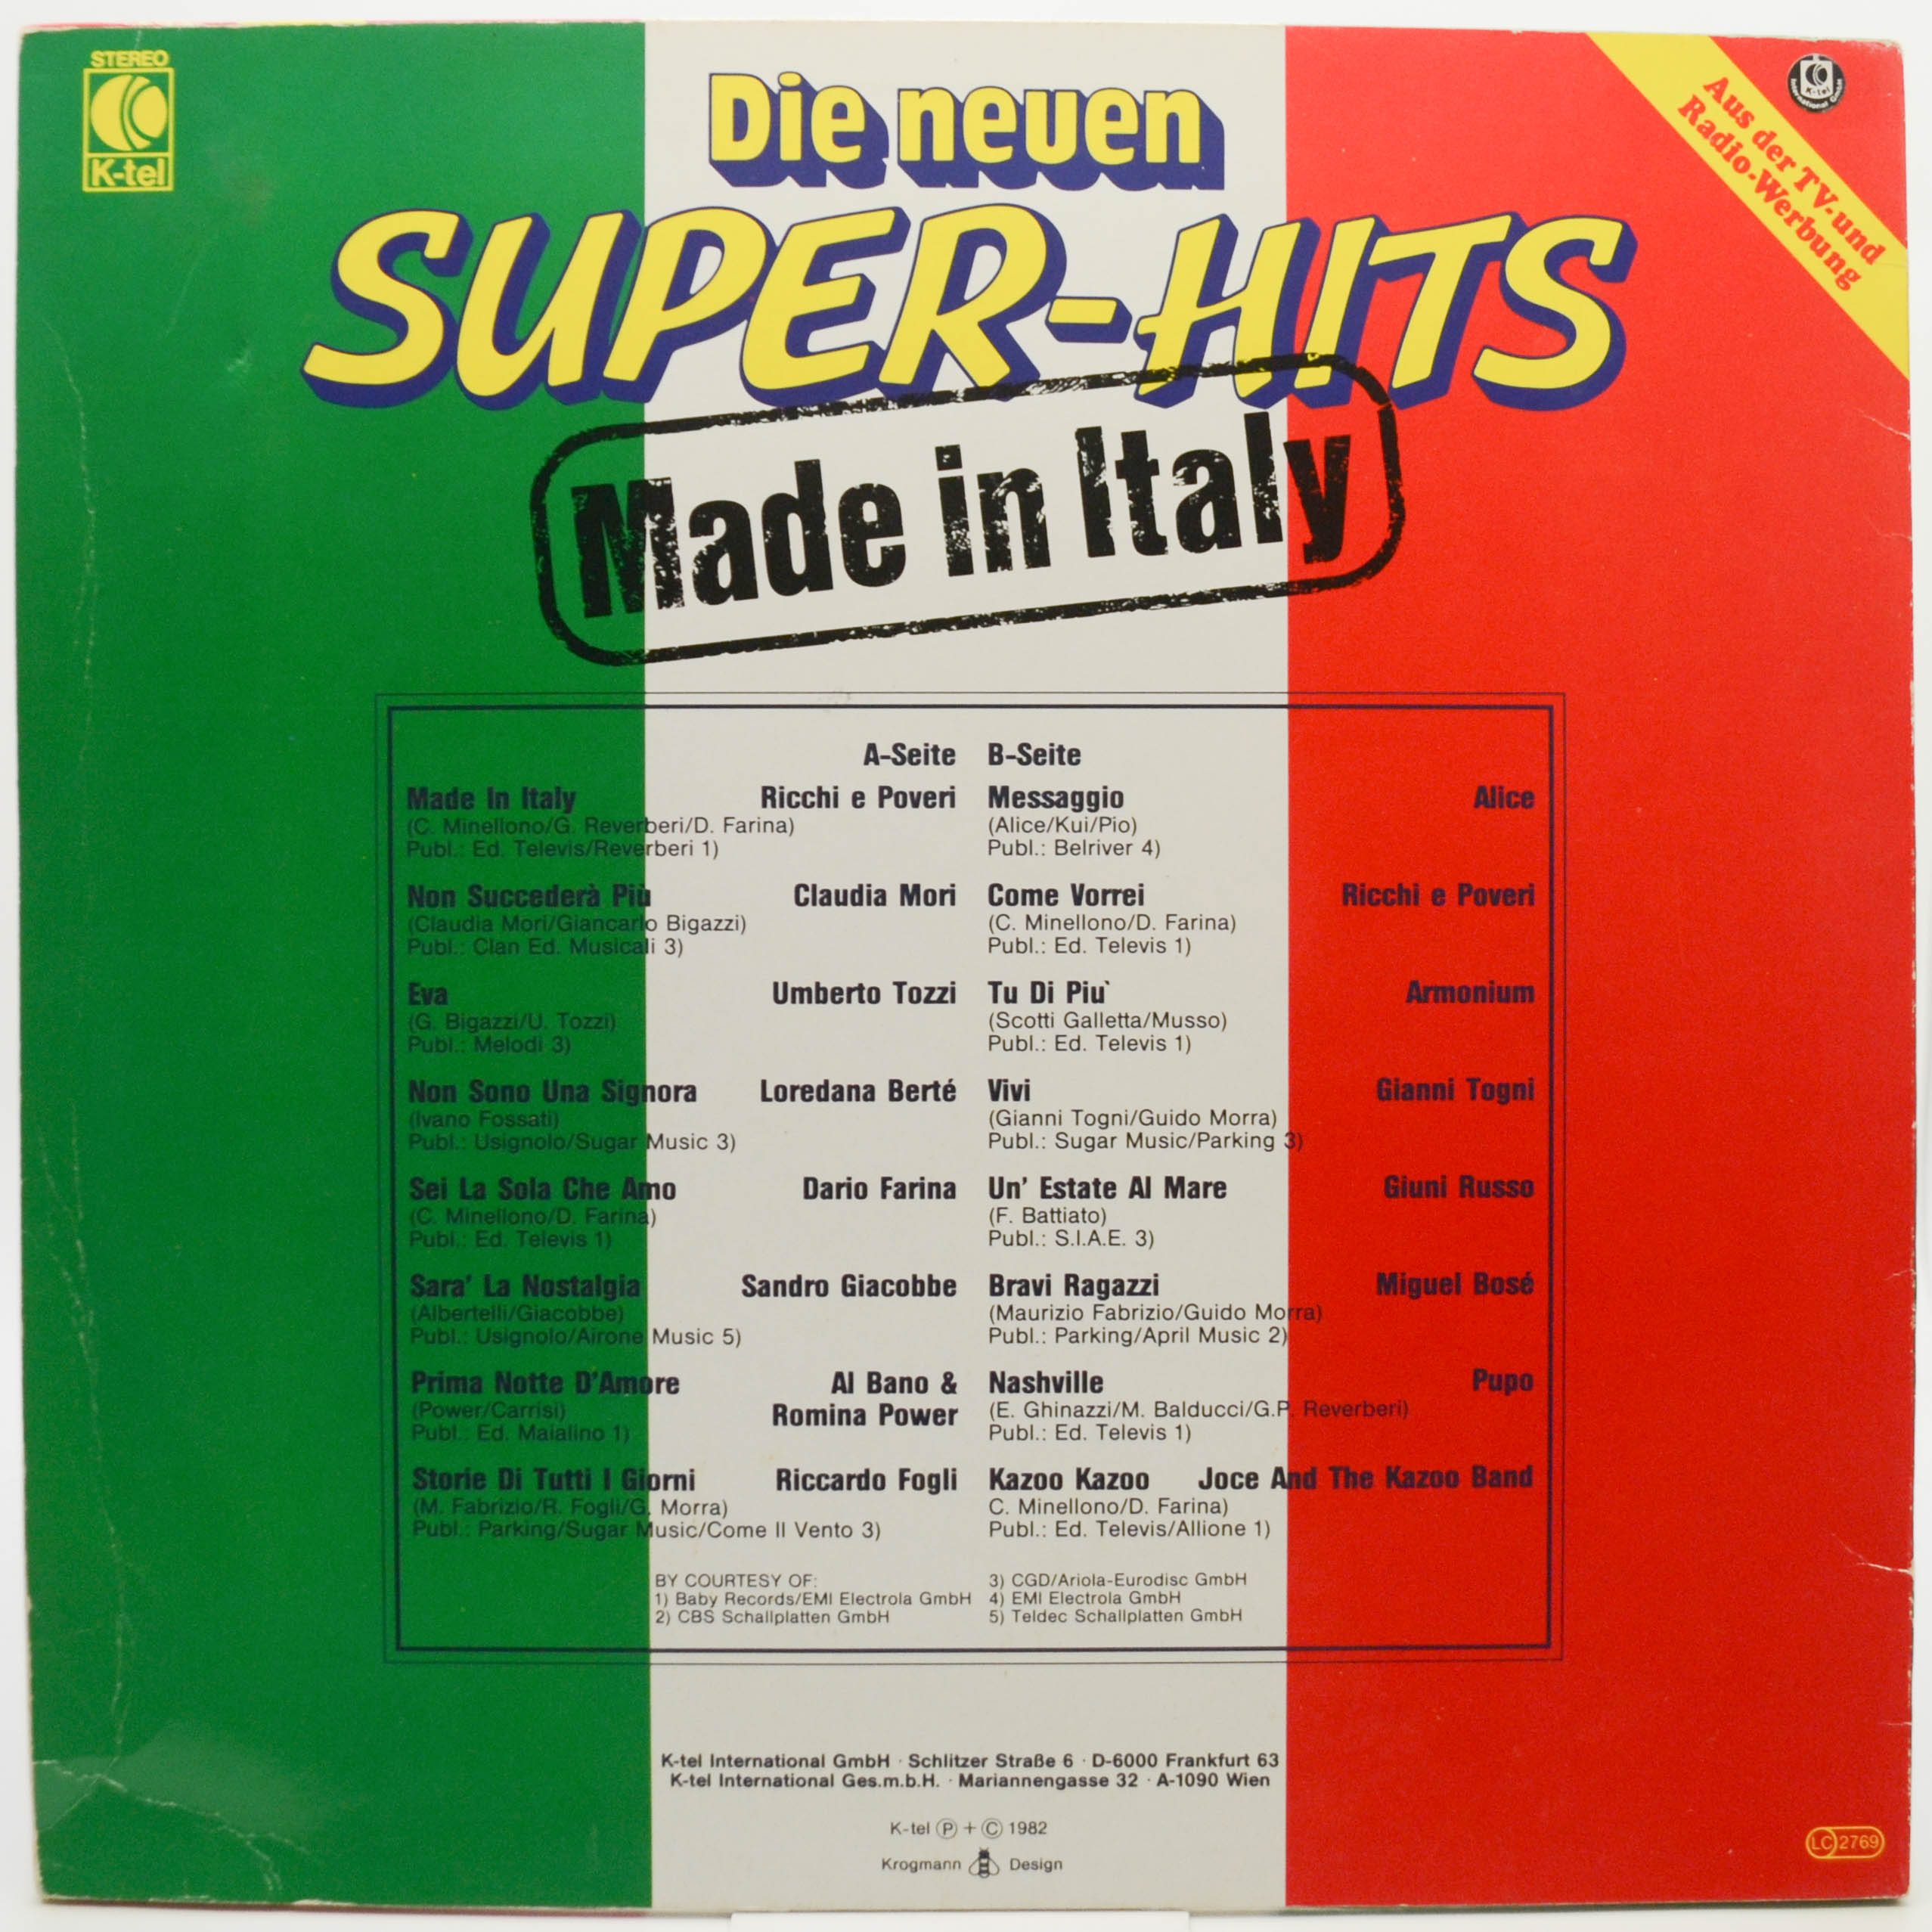 STEREO
K-tel
Die neuen
SUPER-HITS
Made in Italy
Aus der TV-und
Radio-Werbung
K-tel
International GmbH
A-Seite
Made In Italy Ricchi e Poveri
(C. Minellono/G. Reverberi/D. Farina)
Publ.: Ed. Televis/Reverberi 1)
Non Succederà Più Claudia Mori
(Claudia Mori/Giancarlo Bigazzi)
Publ.: Clan Ed. Musicali 3)
Eva Umberto Tozzi
(G. Bigazzi/U. Tozzi)
Publ.: Melodi 3)
Non Sono Una Signora Loredana Berté
(Ivano Fossati)
Publ.: Usignolo/Sugar Music 3)
Sei La Sola Che Amo Dario Farina
(C. Minellono/D. Farina)
Publ.: Ed. Televis 1)
Sara' La Nostalgia Sandro Giacobbe
(Albertelli/Giacobbe)
Publ.: Usignolo/Airone Music 5)
Prima Notte D'Amore Al Bano &
Romina Power
(Power/Carrisi)
Publ.: Ed. Maialino 1)
Storie Di Tutti I Giorni Riccardo Fogli
(M. Fabrizio/R. Fogli/G. Morra)
Publ.: Parking/Sugar Music/Come Il Vento 3)
B-Seite
Messaggio Alice
(Alice/Kui/Pio)
Publ.: Belriver 4)
Come Vorrei Ricchi e Poveri
(C. Minellono/D. Farina)
Publ.: Ed. Televis 1)
Tu Di Piu` Armonium
(Scotti Galletta/Musso)
Publ.: Ed. Televis 1)
Vivi Gianni Togni
(Gianni Togni/Guido Morra)
Publ.: Sugar Music/Parking 3)
Un' Estate Al Mare Giuni Russo
(F. Battiato)
Publ.: S.I.A.E. 3)
Bravi Ragazzi Miguel Bosé
(Maurizio Fabrizio/Guido Morra)
Publ.: Parking/April Music 2)
Nashville Pupo
(E. Ghinazzi/M. Balducci/G.P. Reverberi)
Publ.: Ed. Televis 1)
Kazoo Kazoo Joce And The Kazoo Band
C. Minellono/D. Farina)
Publ.: Ed. Televis/Allione 1)
BY COURTESY OF:
1) Baby Records/EMI Electrola GmbH
2) CBS Schallplatten GmbH
3) CGD/Ariola-Eurodisc GmbH
4) EMI Electrola GmbH
5) Teldec Schallplatten GmbH
K-tel International GmbH · Schlitzer Straße 6 · D-6000 Frankfurt 63
K-tel International Ges.m.b.H. · Mariannengasse 32 · A-1090 Wien
K-tel Ⓟ + Ⓒ 1982
Krogmann Design
LC 2769